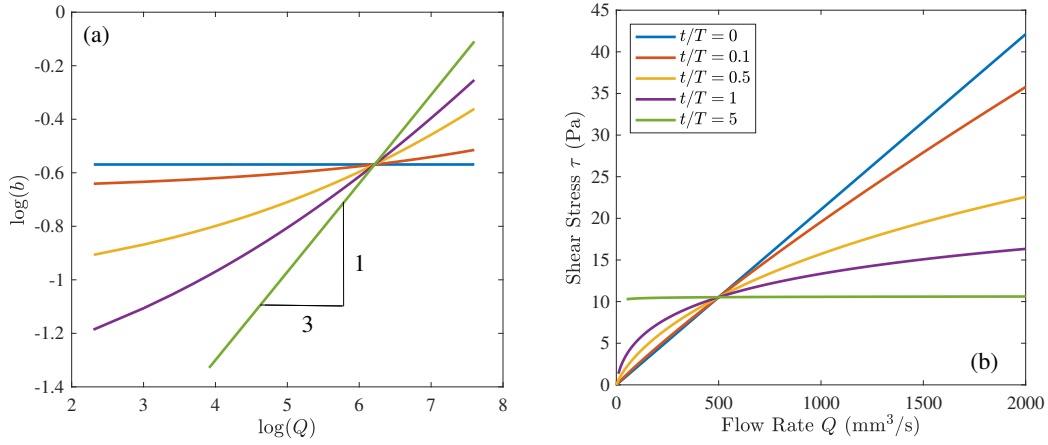 (a)
0
-0.2
-0.4
-0.6
-0.8
-1
-1.2
-1.4
log(b)
1
3
2 3 4 5 6 7 8
log(Q)
45
40
35
30
25
20
15
10
5
0
Shear Stress τ (Pa)
t/T = 0
t/T = 0.1
t/T = 0.5
t/T = 1
t/T = 5
(b)
0 500 1000 1500 2000
Flow Rate Q (mm³/s)